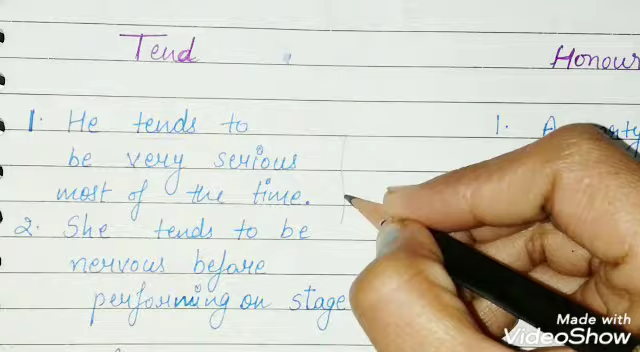 Tend
Honour
1. He tends to
be very serious
most of the time.
2. She tends to be
nervous before
performing on stage
1. A
Made with
VideoShow